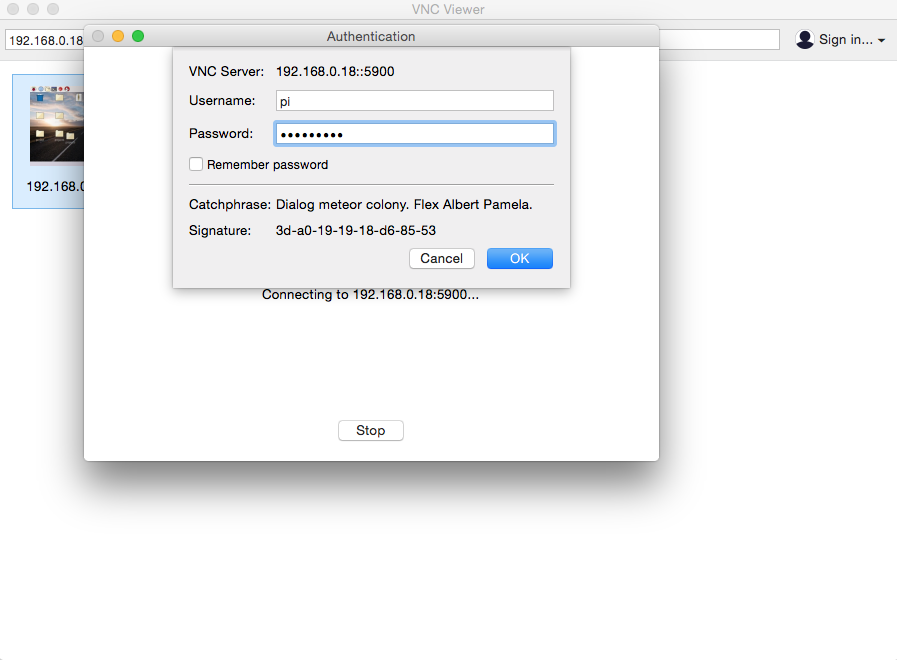 VNC Viewer
192.168.0.18
Sign in...
Authentication
VNC Server: 192.168.0.18::5900
Username: pi
Password: •••••••••
Remember password
Catchphrase: Dialog meteor colony. Flex Albert Pamela.
Signature: 3d-a0-19-19-18-d6-85-53
Cancel OK
192.168.0
Connecting to 192.168.0.18:5900...
Stop